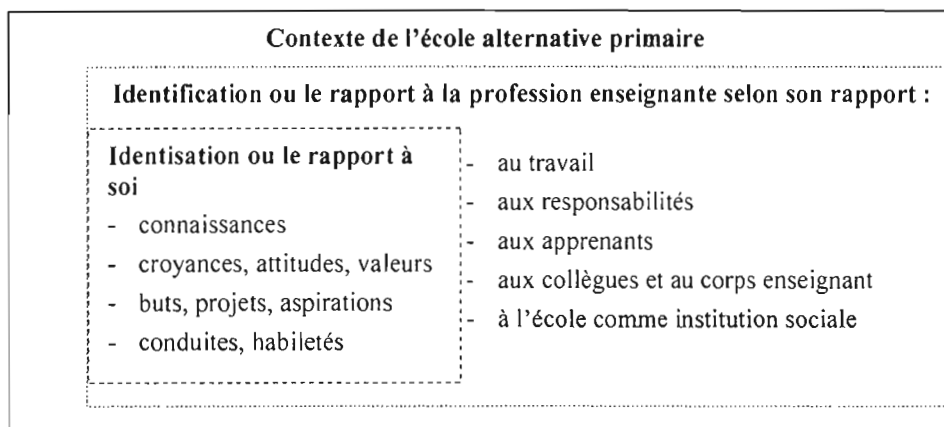 Contexte de l'école alternative primaire
Identification ou le rapport à la profession enseignante selon son rapport :
Identisation ou le rapport à
soi
- connaissances
- croyances, attitudes, valeurs
- buts, projets, aspirations
- conduites, habiletés
- au travail
- aux responsabilités
- aux apprenants
- aux collègues et au corps enseignant
- à l'école comme institution sociale